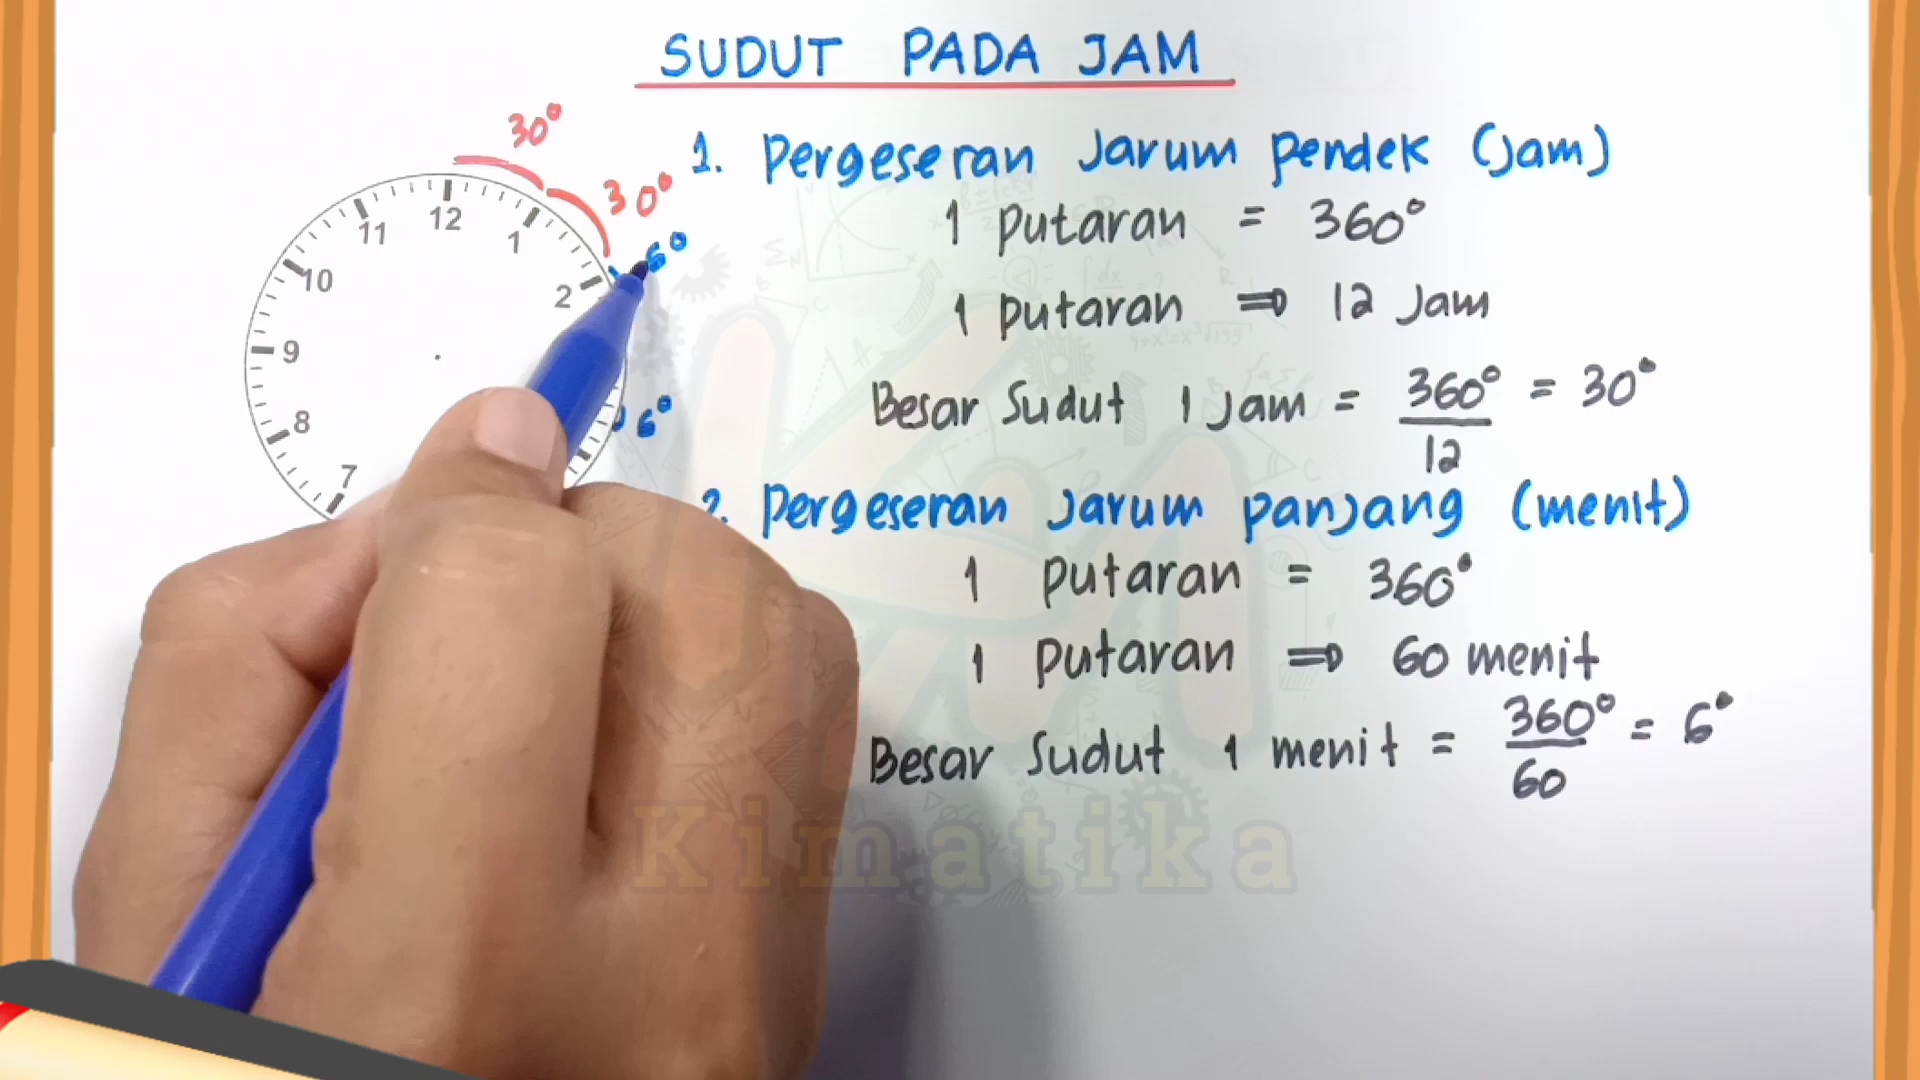 SUDUT PADA JAM
30°
30°
6°
6°
12
1
2
7
8
9
10
11
1. Pergeseran Jarum Pendek (Jam)
1 Putaran = 360°
1 Putaran ⇒ 12 Jam
Besar Sudut 1 Jam = 360°/12 = 30°
2. Pergeseran Jarum Panjang (menit)
1 Putaran = 360°
1 Putaran ⇒ 60 menit
Besar Sudut 1 menit = 360°/60 = 6°
Kimatika